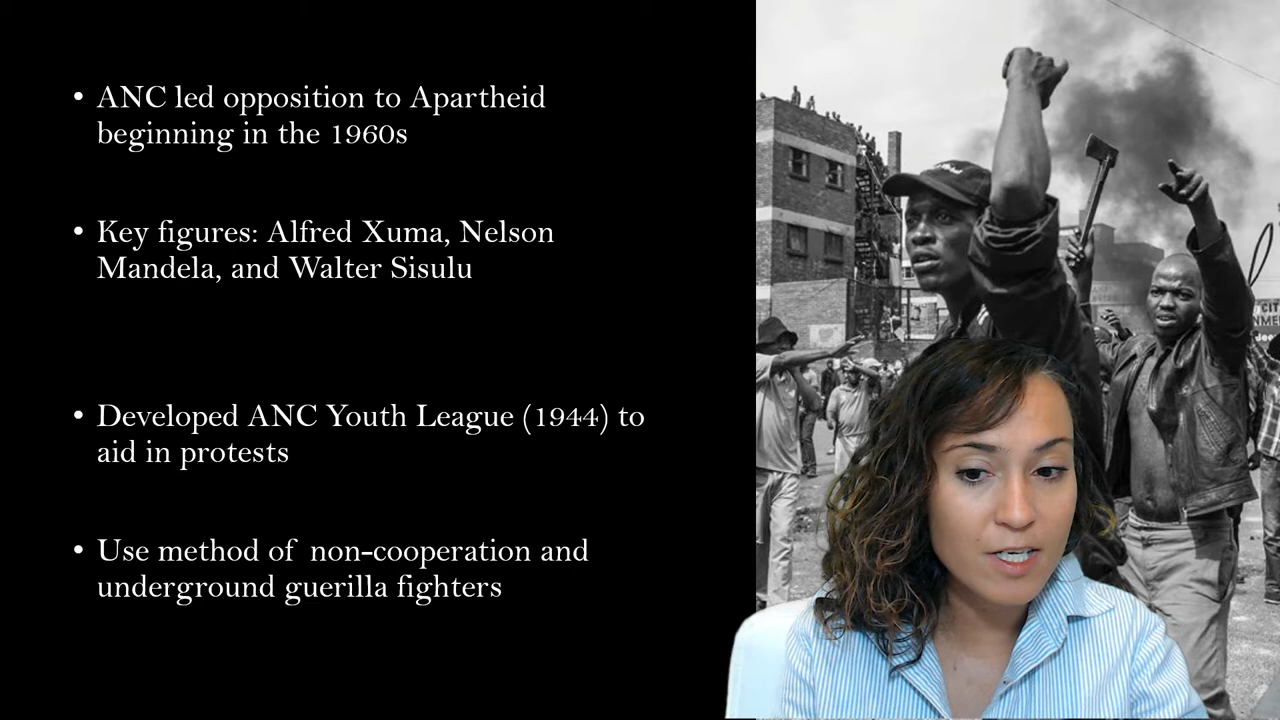 • ANC led opposition to Apartheid
beginning in the 1960s
• Key figures: Alfred Xuma, Nelson
Mandela, and Walter Sisulu
• Developed ANC Youth League (1944) to
aid in protests
• Use method of non-cooperation and
underground guerilla fighters